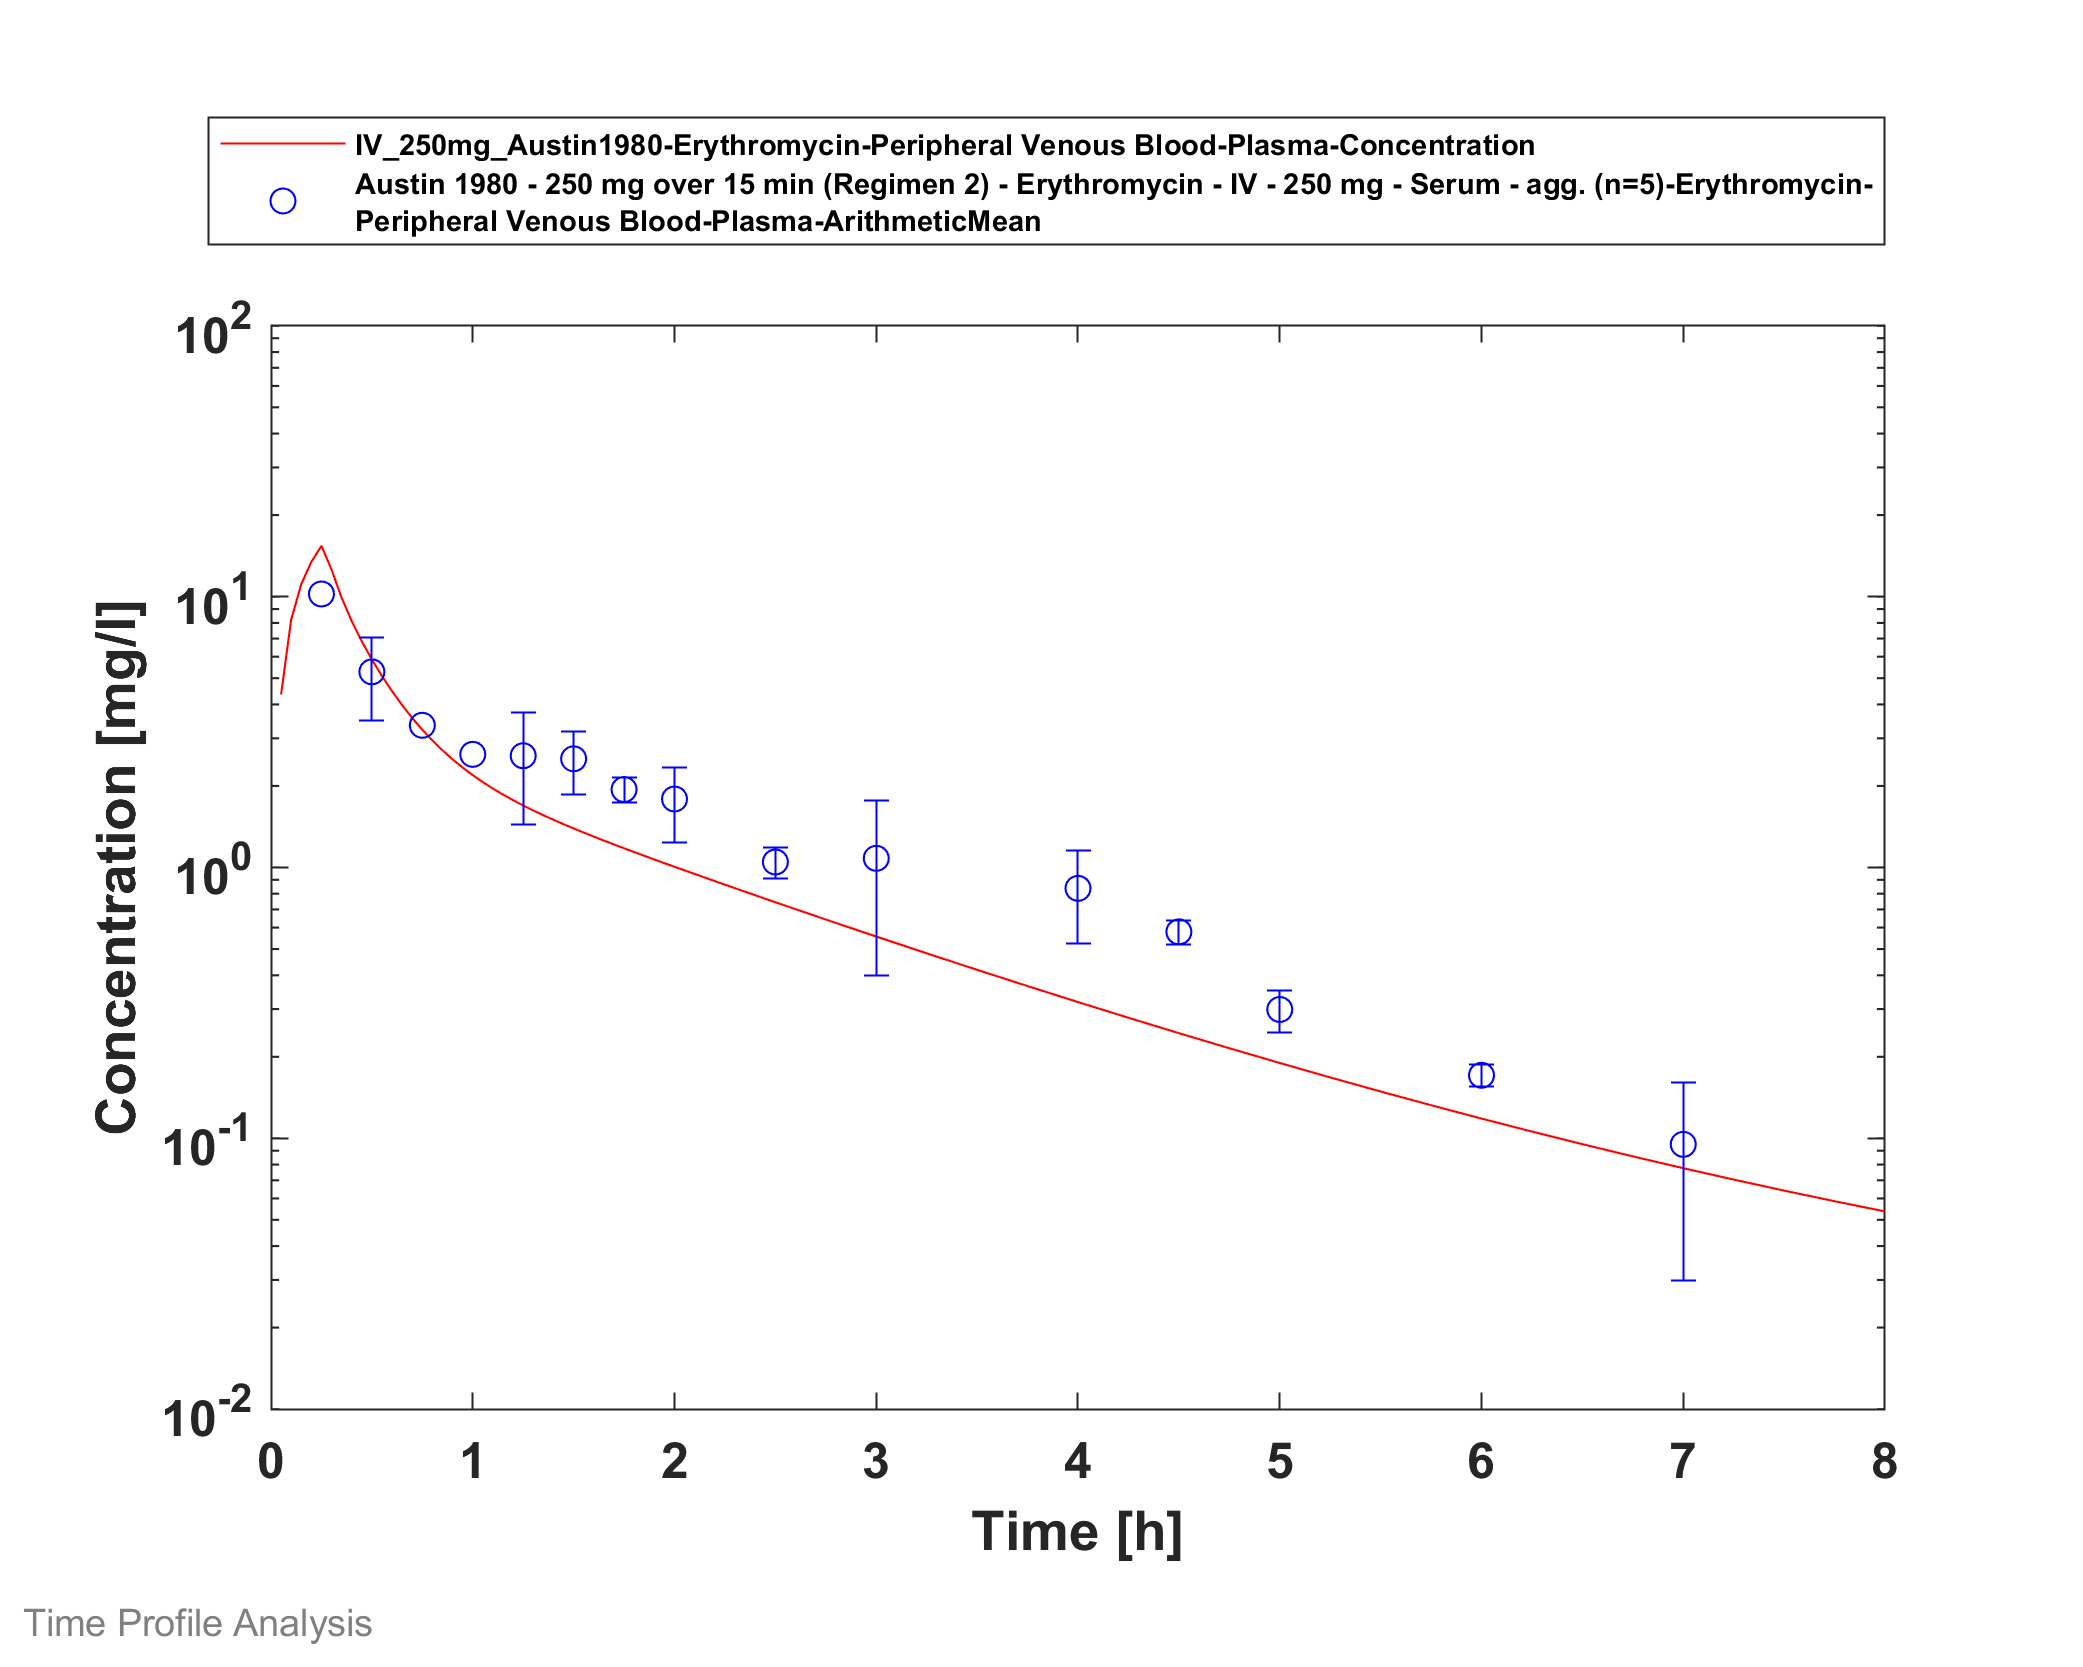 IV_250mg_Austin1980-Erythromycin-Peripheral Venous Blood-Plasma-Concentration
Austin 1980 - 250 mg over 15 min (Regimen 2) - Erythromycin - IV - 250 mg - Serum - agg. (n=5)-Erythromycin-
Peripheral Venous Blood-Plasma-ArithmeticMean
10^2
10^1
10^0
10^-1
10^-2
Concentration [mg/l]
0 1 2 3 4 5 6 7 8
Time [h]
Time Profile Analysis